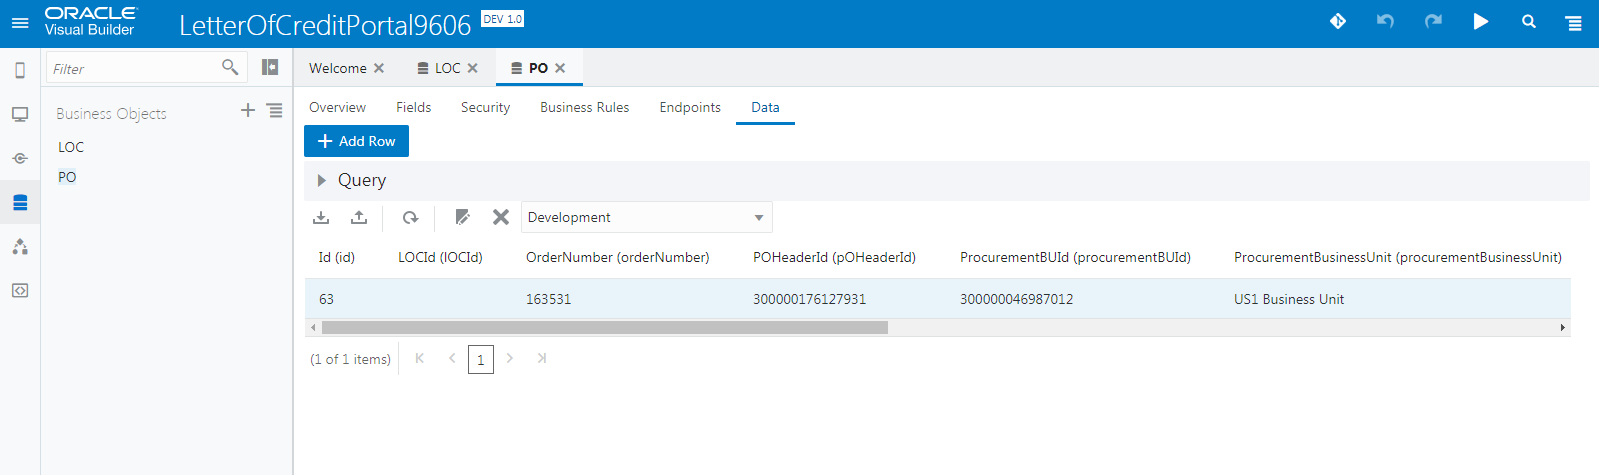 ORACLE
Visual Builder
LetterOfCreditPortal9606
DEV 1.0
Filter
Welcome
LOC
PO
Business Objects
LOC
PO
Overview
Fields
Security
Business Rules
Endpoints
Data
Add Row
Query
Development
Id (id)
LOCId (lOCId)
OrderNumber (orderNumber)
POHeaderId (pOHeaderId)
ProcurementBUId (procurementBUId)
ProcurementBusinessUnit (procurementBusinessUnit)
63
163531
300000176127931
300000046987012
US1 Business Unit
(1 of 1 items)
1